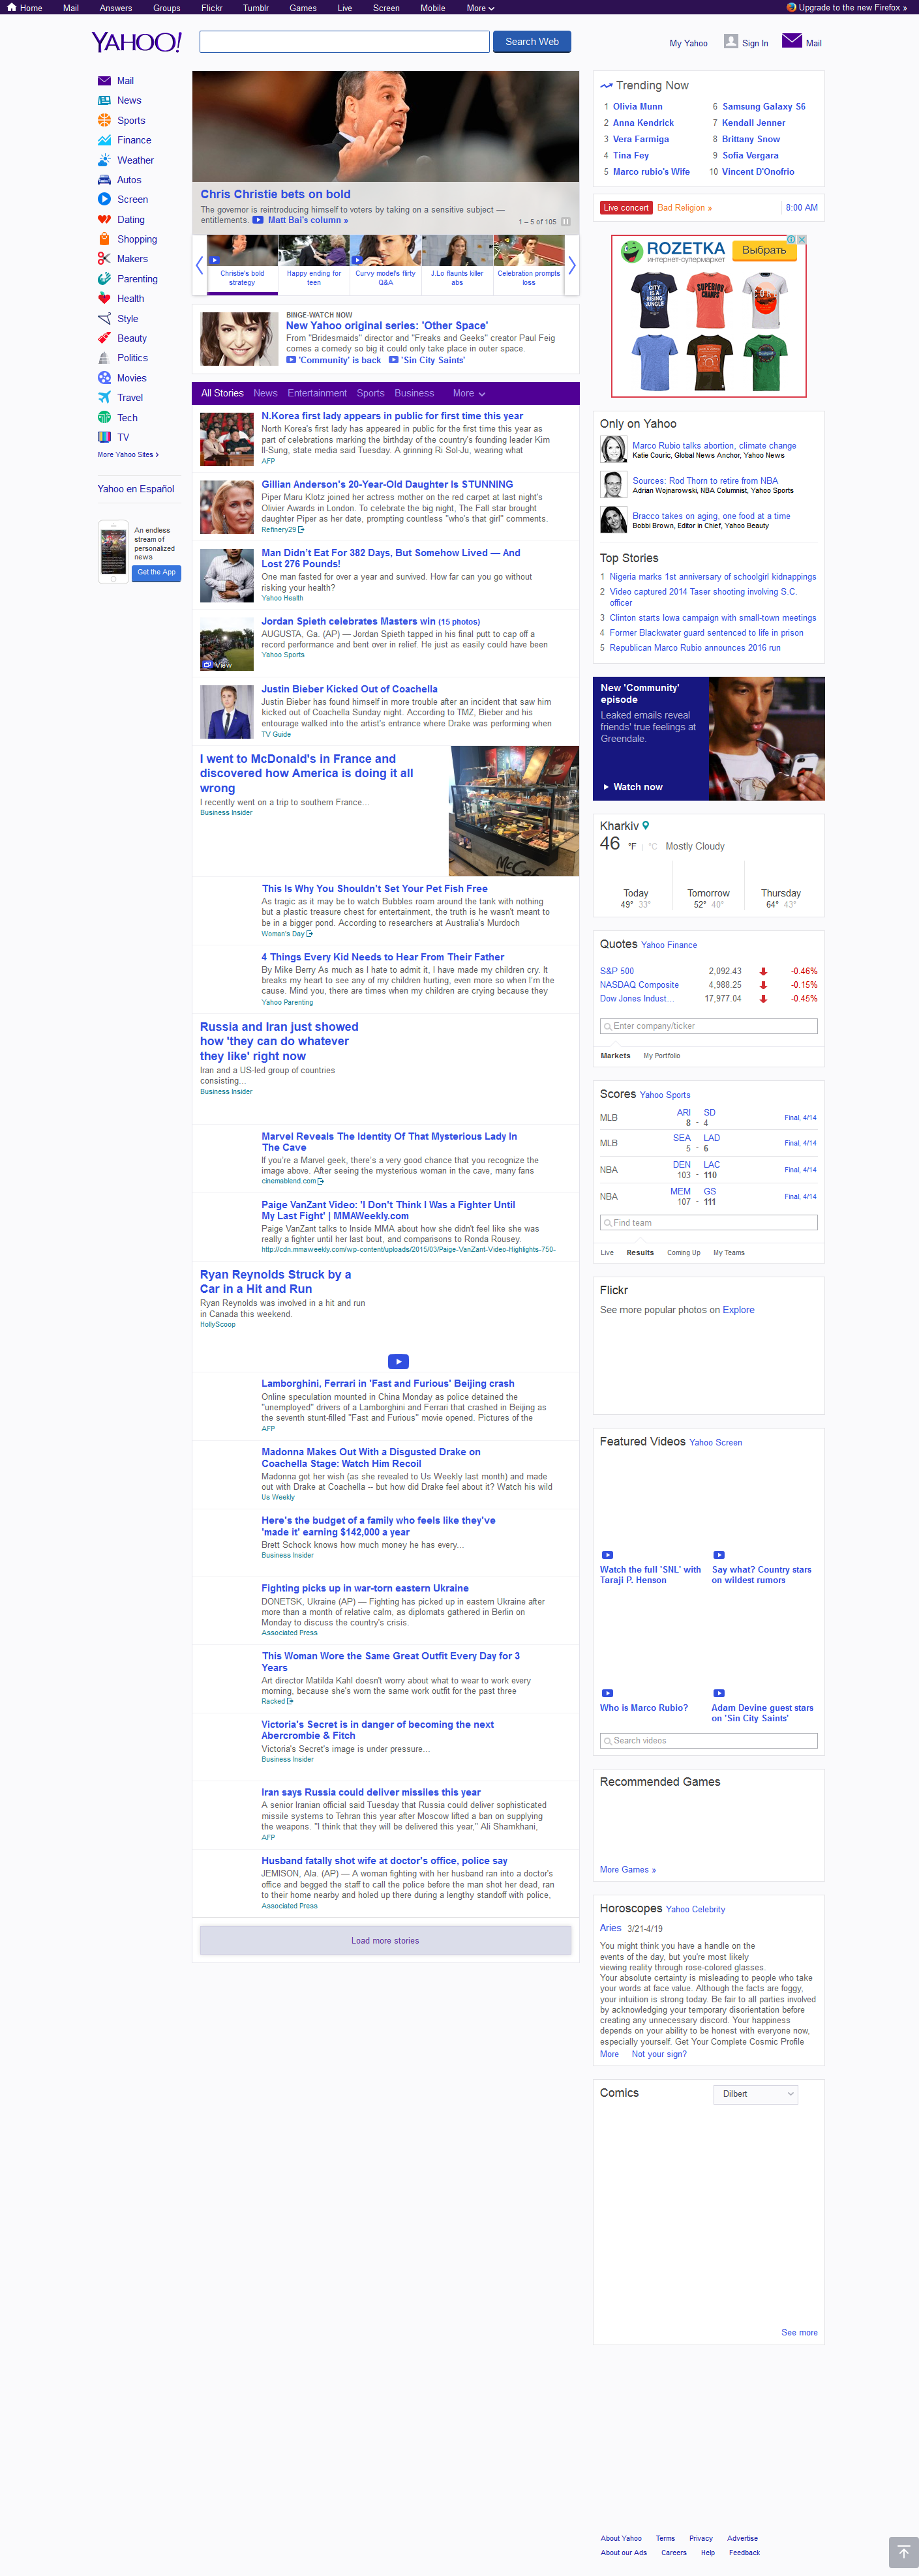 Home Mail Answers Groups Flickr Tumblr Games Live Screen Mobile More
Upgrade to the new Firefox »
YAHOO!
Search Web
My Yahoo
Sign In
Mail
Mail
News
Sports
Finance
Weather
Autos
Screen
Dating
Shopping
Makers
Parenting
Health
Style
Beauty
Politics
Movies
Travel
Tech
TV
More Yahoo Sites ›
Yahoo en Español
An endless
stream of
personalized
news
Get the App
Chris Christie bets on bold
The governor is reintroducing himself to voters by taking on a sensitive subject —
entitlements. Matt Bai's column »
1 – 5 of 105
Christie's bold
strategy
Happy ending for
teen
Curvy model's flirty
Q&A
J.Lo flaunts killer
abs
Celebration prompts
loss
BINGE-WATCH NOW
New Yahoo original series: 'Other Space'
From "Bridesmaids" director and "Freaks and Geeks" creator Paul Feig
comes a comedy so big it could only take place in outer space.
'Community' is back 'Sin City Saints'
All Stories News Entertainment Sports Business More
N.Korea first lady appears in public for first time this year
North Korea's first lady has appeared in public for the first time this year as
part of celebrations marking the birthday of the country's founding leader Kim
Il-Sung, state media said Tuesday. A grinning Ri Sol-Ju, wearing what
AFP
Gillian Anderson's 20-Year-Old Daughter Is STUNNING
Piper Maru Klotz joined her actress mother on the red carpet at last night's
Olivier Awards in London. To celebrate the big night, The Fall star brought
daughter Piper as her date, prompting countless "who's that girl" comments.
Refinery29
Man Didn't Eat For 382 Days, But Somehow Lived — And
Lost 276 Pounds!
One man fasted for over a year and survived. How far can you go without
risking your health?
Yahoo Health
View
Jordan Spieth celebrates Masters win (15 photos)
AUGUSTA, Ga. (AP) — Jordan Spieth tapped in his final putt to cap off a
record performance and bent over in relief. He just as easily could have been
Yahoo Sports
Justin Bieber Kicked Out of Coachella
Justin Bieber has found himself in more trouble after an incident that saw him
kicked out of Coachella Sunday night. According to TMZ, Bieber and his
entourage walked into the artist's entrance where Drake was performing when
TV Guide
I went to McDonald's in France and
discovered how America is doing it all
wrong
I recently went on a trip to southern France...
Business Insider
McCafé
This Is Why You Shouldn't Set Your Pet Fish Free
As tragic as it may be to watch Bubbles roam around the tank with nothing
but a plastic treasure chest for entertainment, the truth is he wasn't meant to
be in a bigger pond. According to researchers at Australia's Murdoch
Woman's Day
4 Things Every Kid Needs to Hear From Their Father
By Mike Berry As much as I hate to admit it, I have made my children cry. It
breaks my heart to see any of my children hurting, even more so when I'm the
cause. Mind you, there are times when my children are crying because they
Yahoo Parenting
Russia and Iran just showed
how 'they can do whatever
they like' right now
Iran and a US-led group of countries
consisting...
Business Insider
Marvel Reveals The Identity Of That Mysterious Lady In
The Cave
If you're a Marvel geek, there's a very good chance that you recognize the
image above. After seeing the mysterious woman in the cave, many fans
cinemablend.com
Paige VanZant Video: 'I Don't Think I Was a Fighter Until
My Last Fight' | MMAWeekly.com
Paige VanZant talks to Inside MMA about how she didn't feel like she was
really a fighter until her last bout, and comparisons to Ronda Rousey.
http://cdn.mmaweekly.com/wp-content/uploads/2015/03/Paige-VanZant-Video-Highlights-750-
Ryan Reynolds Struck by a
Car in a Hit and Run
Ryan Reynolds was involved in a hit and run
in Canada this weekend.
HollyScoop
Lamborghini, Ferrari in 'Fast and Furious' Beijing crash
Online speculation mounted in China Monday as police detained the
"unemployed" drivers of a Lamborghini and Ferrari that crashed in Beijing as
the seventh stunt-filled "Fast and Furious" movie opened. Pictures of the
AFP
Madonna Makes Out With a Disgusted Drake on
Coachella Stage: Watch Him Recoil
Madonna got her wish (as she revealed to Us Weekly last month) and made
out with Drake at Coachella -- but how did Drake feel about it? Watch his wild
Us Weekly
Here's the budget of a family who feels like they've
'made it' earning $142,000 a year
Brett Schock knows how much money he has every...
Business Insider
Fighting picks up in war-torn eastern Ukraine
DONETSK, Ukraine (AP) — Fighting has picked up in eastern Ukraine after
more than a month of relative calm, as diplomats gathered in Berlin on
Monday to discuss the country's crisis.
Associated Press
This Woman Wore the Same Great Outfit Every Day for 3
Years
Art director Matilda Kahl doesn't worry about what to wear to work every
morning, because she's worn the same work outfit for the past three
Racked
Victoria's Secret is in danger of becoming the next
Abercrombie & Fitch
Victoria's Secret's image is under pressure...
Business Insider
Iran says Russia could deliver missiles this year
A senior Iranian official said Tuesday that Russia could deliver sophisticated
missile systems to Tehran this year after Moscow lifted a ban on supplying
the weapons. "I think that they will be delivered this year," Ali Shamkhani,
AFP
Husband fatally shot wife at doctor's office, police say
JEMISON, Ala. (AP) — A woman fighting with her husband ran into a doctor's
office and begged the staff to call the police before the man shot her dead, ran
to their home nearby and holed up there during a lengthy standoff with police,
Associated Press
Load more stories
Trending Now
1 Olivia Munn
2 Anna Kendrick
3 Vera Farmiga
4 Tina Fey
5 Marco rubio's Wife
6 Samsung Galaxy S6
7 Kendall Jenner
8 Brittany Snow
9 Sofia Vergara
10 Vincent D'Onofrio
Live concert Bad Religion » 8:00 AM
ROZETKA
интернет-супермаркет
Выбрать
CITY IS A RISING JUNGLE
SUPERIOR CHAMPS
Only on Yahoo
Marco Rubio talks abortion, climate change
Katie Couric, Global News Anchor, Yahoo News
Sources: Rod Thorn to retire from NBA
Adrian Wojnarowski, NBA Columnist, Yahoo Sports
Bracco takes on aging, one food at a time
Bobbi Brown, Editor in Chief, Yahoo Beauty
Top Stories
1 Nigeria marks 1st anniversary of schoolgirl kidnappings
2 Video captured 2014 Taser shooting involving S.C.
officer
3 Clinton starts Iowa campaign with small-town meetings
4 Former Blackwater guard sentenced to life in prison
5 Republican Marco Rubio announces 2016 run
New 'Community'
episode
Leaked emails reveal
friends' true feelings at
Greendale.
Watch now
Kharkiv
46 °F | °C Mostly Cloudy
Today Tomorrow Thursday
49° 33° 52° 40° 64° 43°
Quotes Yahoo Finance
S&P 500 2,092.43 -0.46%
NASDAQ Composite 4,988.25 -0.15%
Dow Jones Indust... 17,977.04 -0.45%
Enter company/ticker
Markets My Portfolio
Scores Yahoo Sports
MLB ARI SD Final, 4/14
8 - 4
MLB SEA LAD Final, 4/14
5 - 6
NBA DEN LAC Final, 4/14
103 - 110
NBA MEM GS Final, 4/14
107 - 111
Find team
Live Results Coming Up My Teams
Flickr
See more popular photos on Explore
Featured Videos Yahoo Screen
Watch the full 'SNL' with
Taraji P. Henson
Say what? Country stars
on wildest rumors
Who is Marco Rubio?
Adam Devine guest stars
on 'Sin City Saints'
Search videos
Recommended Games
More Games »
Horoscopes Yahoo Celebrity
Aries 3/21-4/19
You might think you have a handle on the
events of the day, but you're most likely
viewing reality through rose-colored glasses.
Your absolute certainty is misleading to people who take
your words at face value. Although the facts are foggy,
your intuition is strong today. Be fair to all parties involved
by acknowledging your temporary disorientation before
creating any unnecessary discord. Your happiness
depends on your ability to be honest with everyone now,
especially yourself. Get Your Complete Cosmic Profile
More Not your sign?
Comics
Dilbert
See more
About Yahoo Terms Privacy Advertise
About our Ads Careers Help Feedback